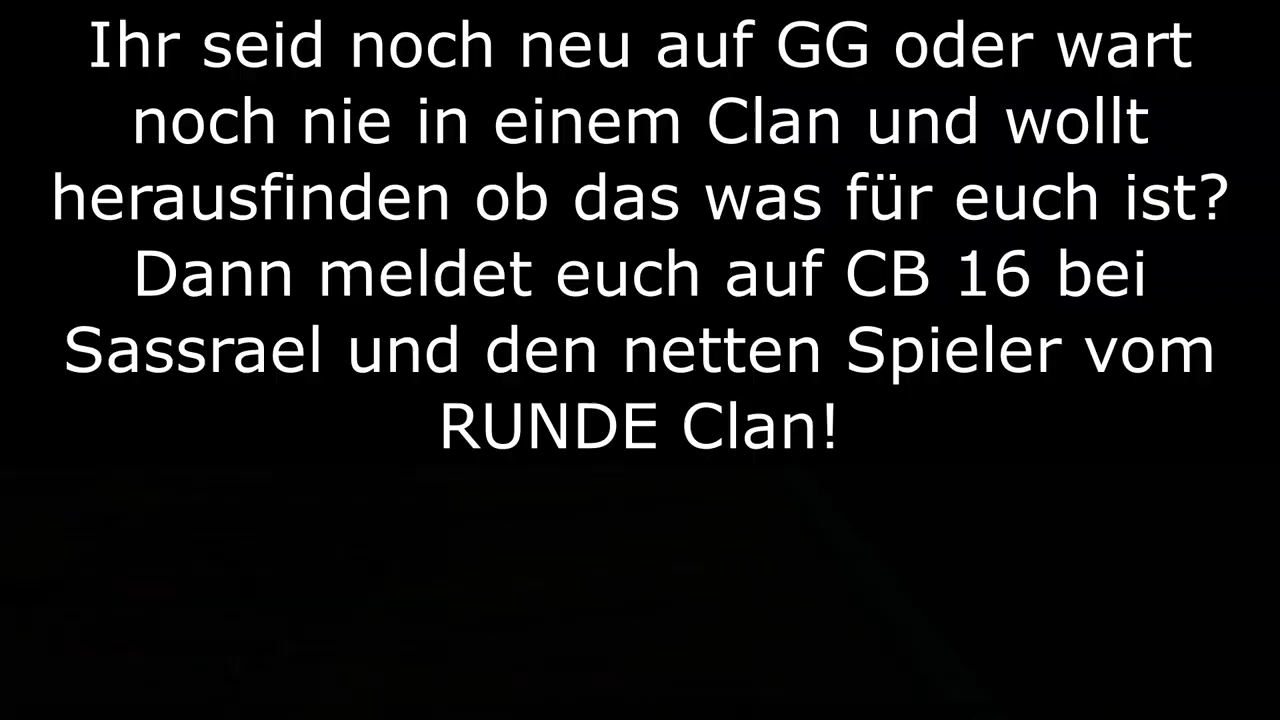 Ihr seid noch neu auf GG oder wart
noch nie in einem Clan und wollt
herausfinden ob das was für euch ist?
Dann meldet euch auf CB 16 bei
Sassrael und den netten Spieler vom
RUNDE Clan!